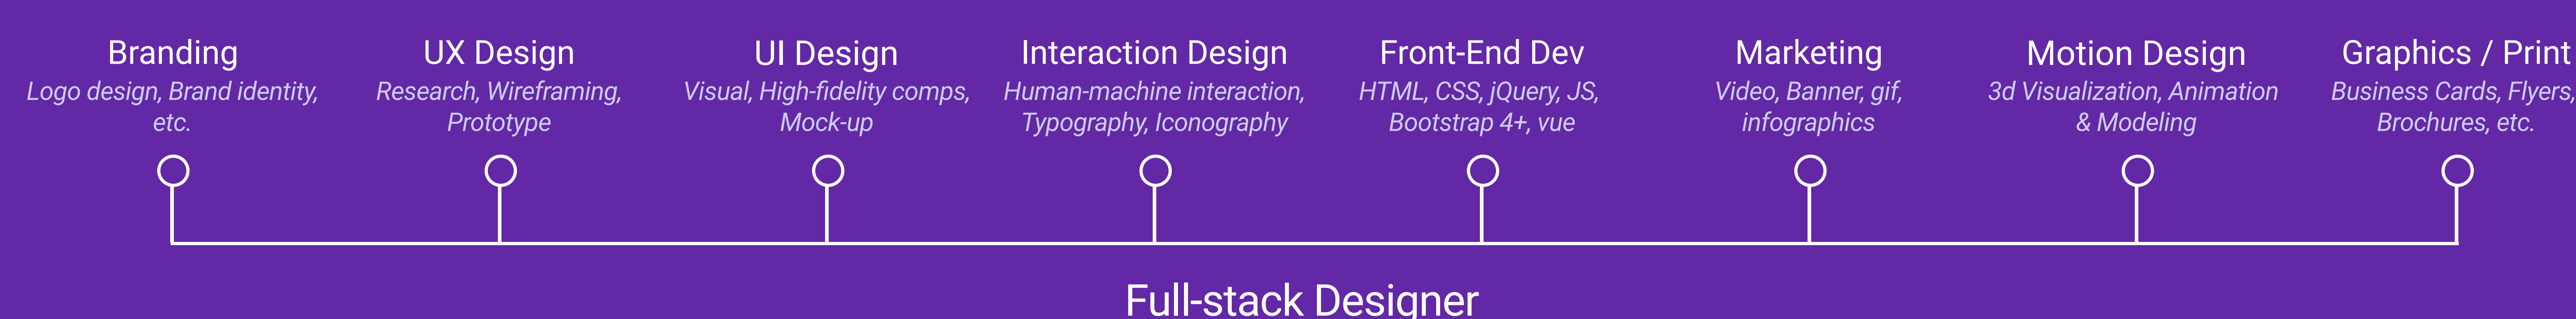 Branding
Logo design, Brand identity,
etc.
UX Design
Research, Wireframing,
Prototype
UI Design
Visual, High-fidelity comps,
Mock-up
Interaction Design
Human-machine interaction,
Typography, Iconography
Front-End Dev
HTML, CSS, jQuery, JS,
Bootstrap 4+, vue
Marketing
Video, Banner, gif,
infographics
Motion Design
3d Visualization, Animation
& Modeling
Graphics / Print
Business Cards, Flyers,
Brochures, etc.
Full-stack Designer